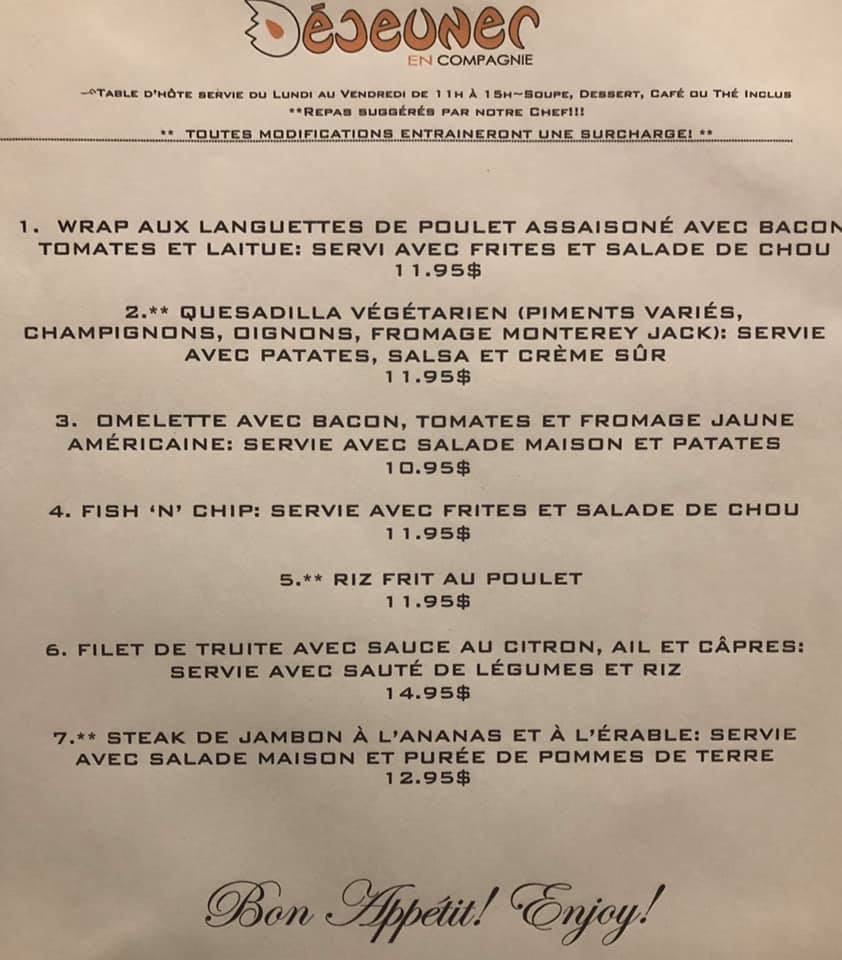 Déjeuner
EN COMPAGNIE
~TABLE D'HÔTE SERVIE DU LUNDI AU VENDREDI DE 11H À 15H~SOUPE, DESSERT, CAFÉ OU THÉ INCLUS
**REPAS SUGGÉRÉS PAR NOTRE CHEF!!!
** TOUTES MODIFICATIONS ENTRAINERONT UNE SURCHARGE! **
1. WRAP AUX LANGUETTES DE POULET ASSAISONÉ AVEC BACON
TOMATES ET LAITUE: SERVI AVEC FRITES ET SALADE DE CHOU
11.95$
2.** QUESADILLA VÉGÉTARIEN (PIMENTS VARIÉS,
CHAMPIGNONS, OIGNONS, FROMAGE MONTEREY JACK): SERVIE
AVEC PATATES, SALSA ET CRÈME SÛR
11.95$
3. OMELETTE AVEC BACON, TOMATES ET FROMAGE JAUNE
AMÉRICAINE: SERVIE AVEC SALADE MAISON ET PATATES
10.95$
4. FISH 'N' CHIP: SERVIE AVEC FRITES ET SALADE DE CHOU
11.95$
5.** RIZ FRIT AU POULET
11.95$
6. FILET DE TRUITE AVEC SAUCE AU CITRON, AIL ET CÂPRES:
SERVIE AVEC SAUTÉ DE LÉGUMES ET RIZ
14.95$
7.** STEAK DE JAMBON À L'ANANAS ET À L'ÉRABLE: SERVIE
AVEC SALADE MAISON ET PURÉE DE POMMES DE TERRE
12.95$
Bon Appétit! Enjoy!